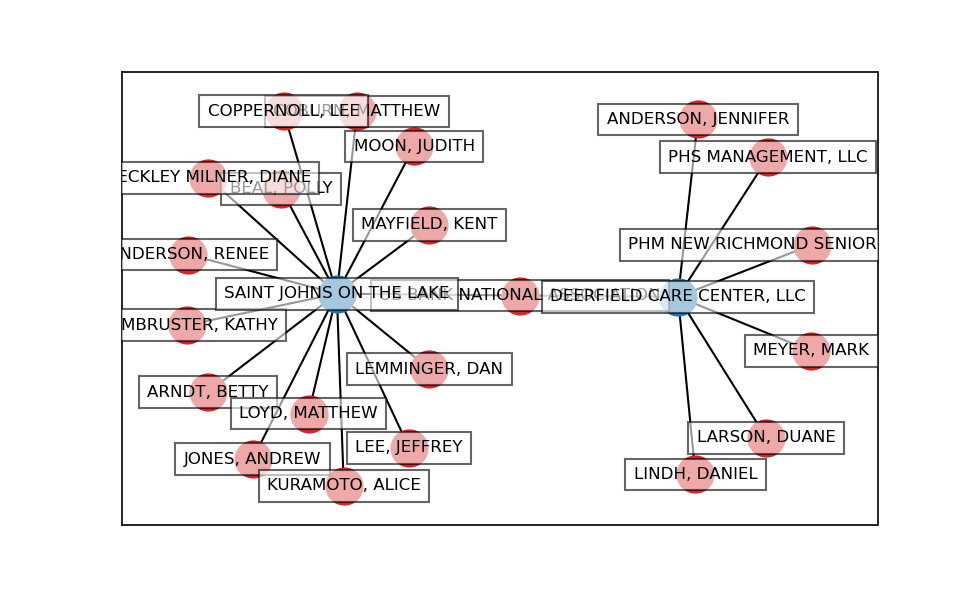 COPPERNOLL, LEE
MATTHEW
ANDERSON, JENNIFER
MOON, JUDITH
PHS MANAGEMENT, LLC
ECKLEY MILNER, DIANE
BEAL, POLLY
MAYFIELD, KENT
PHM NEW RICHMOND SENIOR
NDERSON, RENEE
SAINT JOHNS ON THE LAKE
US BANK NATIONAL ASSOCIATION
DEERFIELD CARE CENTER, LLC
MBRUSTER, KATHY
MEYER, MARK
LEMMINGER, DAN
ARNDT, BETTY
LOYD, MATTHEW
LARSON, DUANE
LEE, JEFFREY
JONES, ANDREW
LINDH, DANIEL
KURAMOTO, ALICE